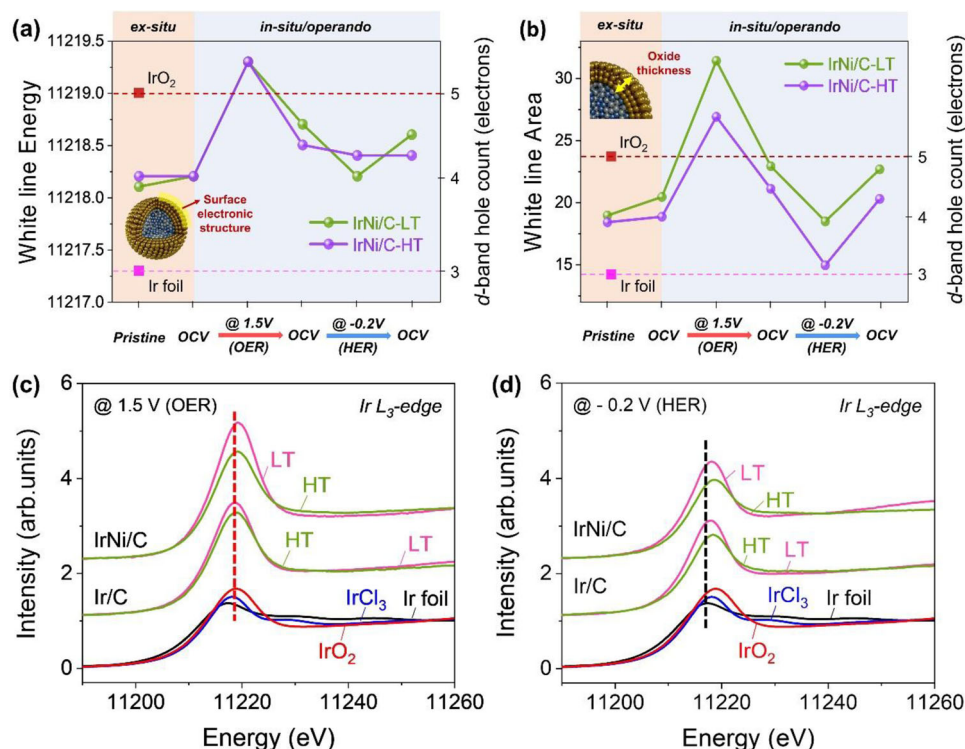 (a)
ex-situ
in-situ/operando
11219.5
11219.0
11218.5
11218.0
11217.5
11217.0
White line Energy
IrO2
IrNi/C-LT
IrNi/C-HT
Surface
electronic
structure
Ir foil
5
4
3
d-band hole count (electrons)
Pristine
OCV
@ 1.5V
(OER)
OCV
@ -0.2V
(HER)
OCV
(b)
ex-situ
in-situ/operando
30
25
20
15
White line Area
Oxide
thickness
IrNi/C-LT
IrNi/C-HT
IrO2
Ir foil
5
4
3
d-band hole count (electrons)
Pristine
OCV
@ 1.5V
(OER)
OCV
@ -0.2V
(HER)
OCV
(c)
@ 1.5 V (OER)
Ir L3-edge
6
4
2
0
Intensity (arb.units)
LT
HT
IrNi/C
HT
LT
Ir/C
IrCl3
Ir foil
IrO2
11200
11220
11240
11260
Energy (eV)
(d)
@ - 0.2 V (HER)
Ir L3-edge
6
4
2
0
Intensity (arb.units)
LT
HT
IrNi/C
HT
LT
Ir/C
IrCl3
Ir foil
IrO2
11200
11220
11240
11260
Energy (eV)